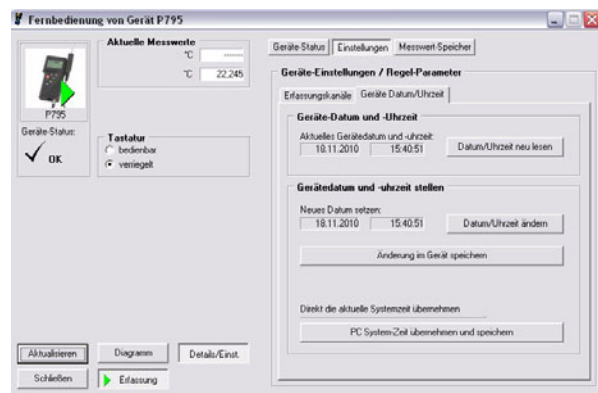 Fernbedienung von Gerät P795
Aktuelle Messwerte
°C ------
°C 22,245
P795
Geräte-Status:
OK
Tastatur
bedienbar
verriegelt
Aktualisieren
Diagramm
Details/Einst.
Schließen
Erfassung
Geräte-Status
Einstellungen
Messwert-Speicher
Geräte-Einstellungen / Regel-Parameter
Erfassungskanäle
Geräte Datum/Uhrzeit
Geräte-Datum und -Uhrzeit
Aktuelles Gerätedatum und -uhrzeit:
18.11.2010 15:40:51
Datum/Uhrzeit neu lesen
Gerätedatum und -uhrzeit stellen
Neues Datum setzen:
18.11.2010 15:40:51
Datum/Uhrzeit ändern
Änderung im Gerät speichern
Direkt die aktuelle Systemzeit übernehmen
PC System-Zeit übernehmen und speichern